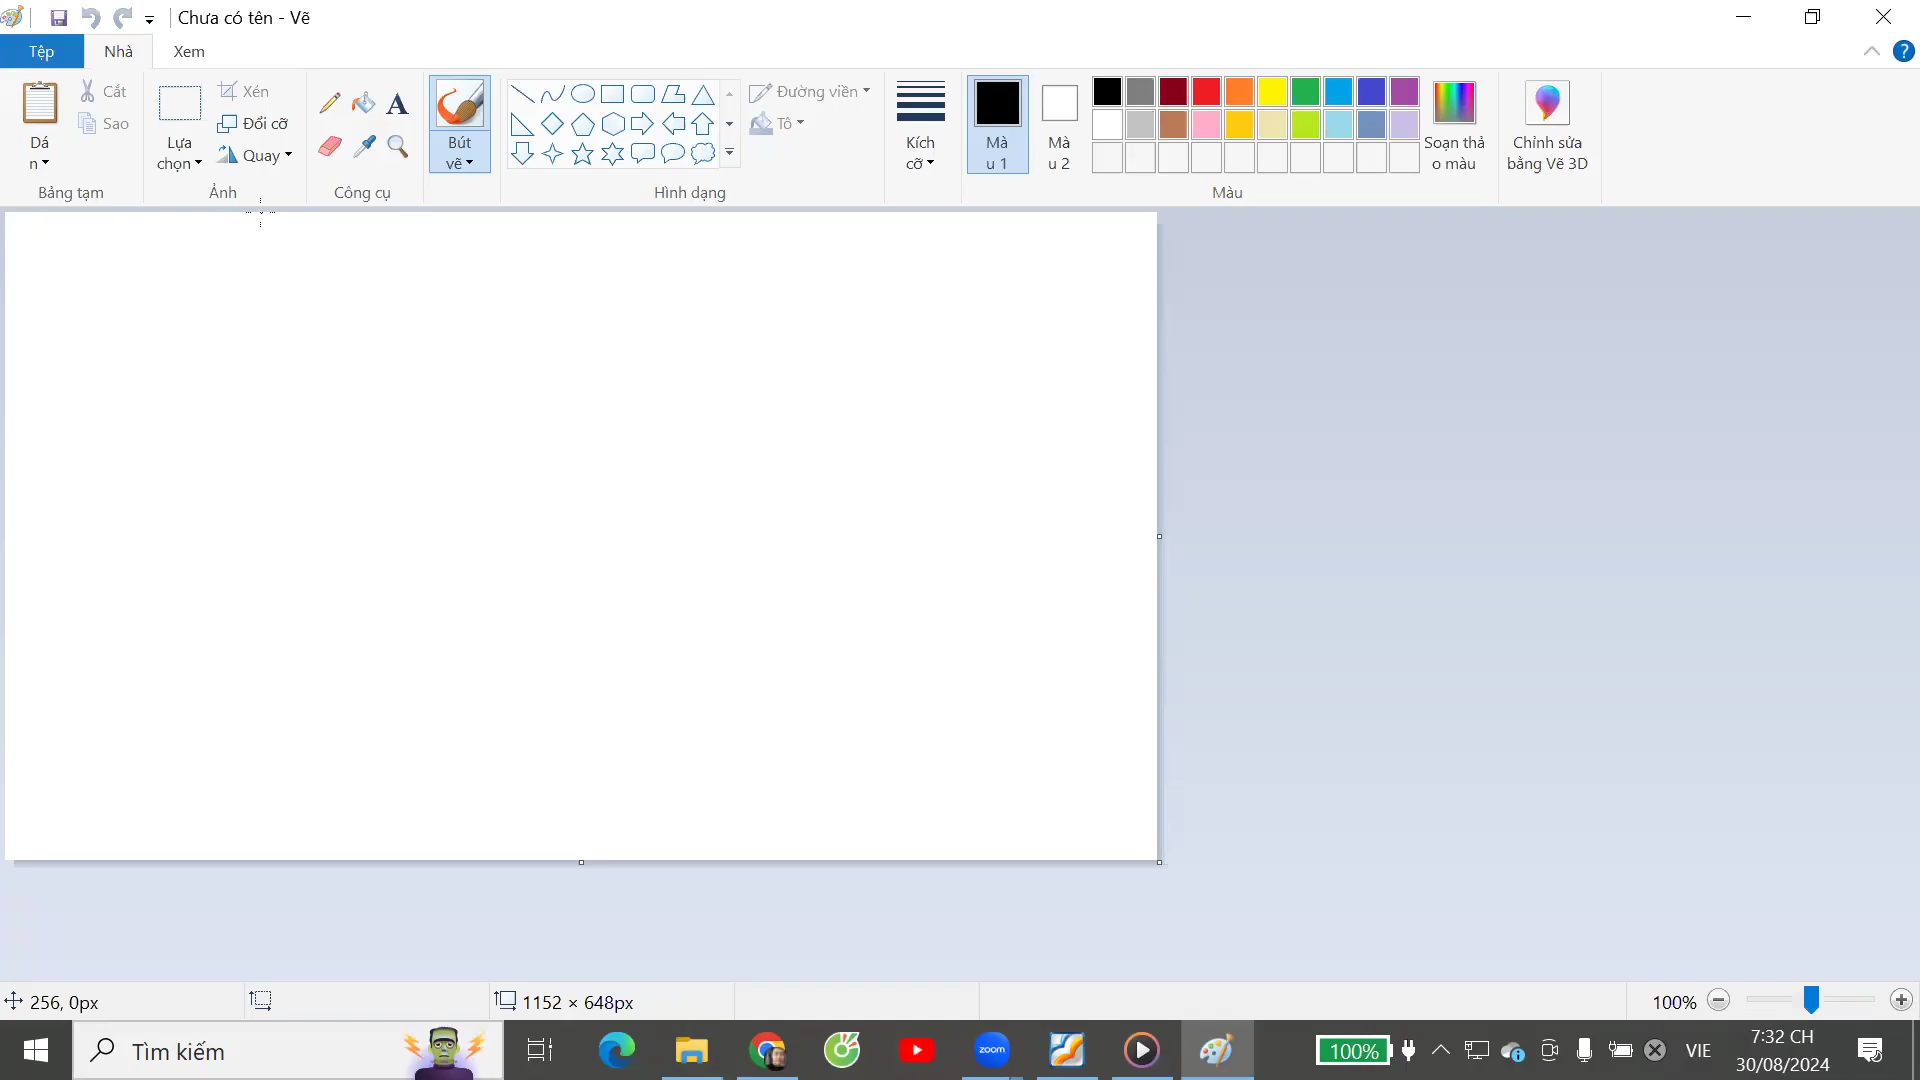 Chưa có tên - Vẽ
Tệp
Nhà
Xem
?
Dá
n
Cắt
Sao
Bảng tạm
Lựa
chọn
Xén
Đổi cỡ
Quay
Ảnh
A
Công cụ
Bút
vẽ
Đường viền
Tô
Hình dạng
Kích
cỡ
Mà
u 1
Mà
u 2
Soạn thả
o màu
Màu
Chỉnh sửa
bằng Vẽ 3D
256, 0px
1152 × 648px
100%
Tìm kiếm
zoom
100%
VIE
7:32 CH
30/08/2024